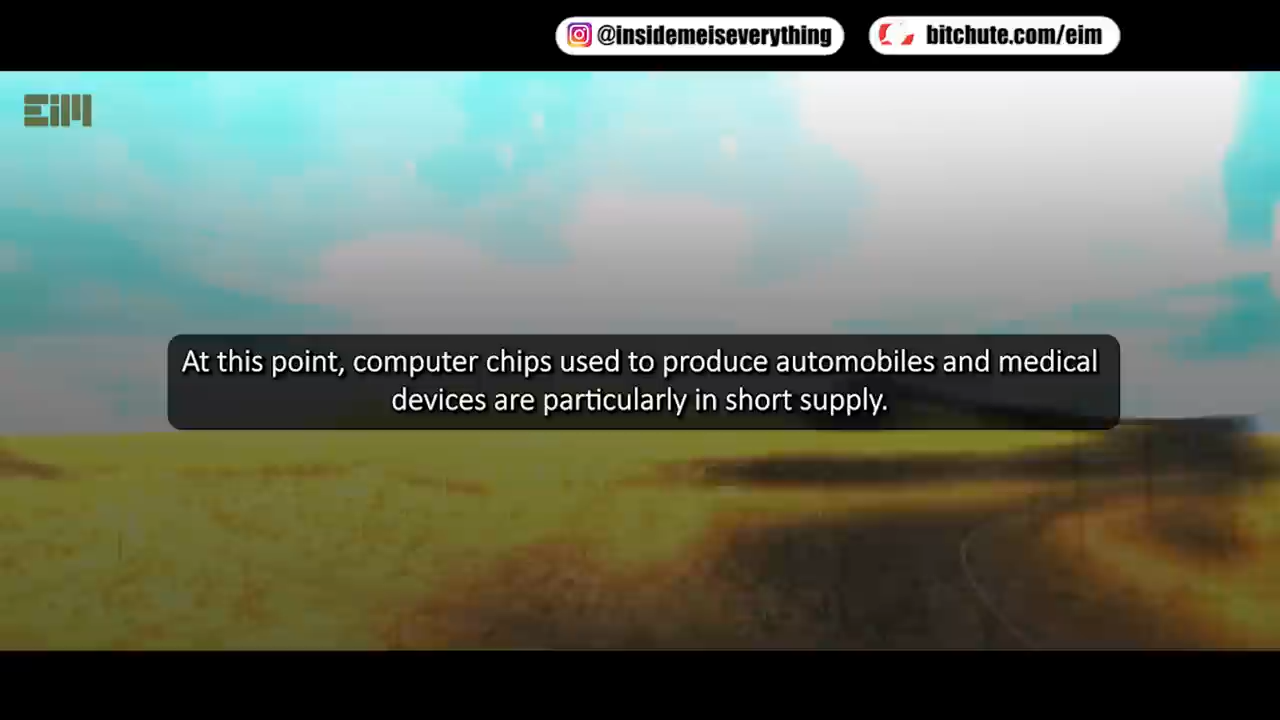 @insidemeiseverything
bitchute.com/eim
EiM
At this point, computer chips used to produce automobiles and medical
devices are particularly in short supply.